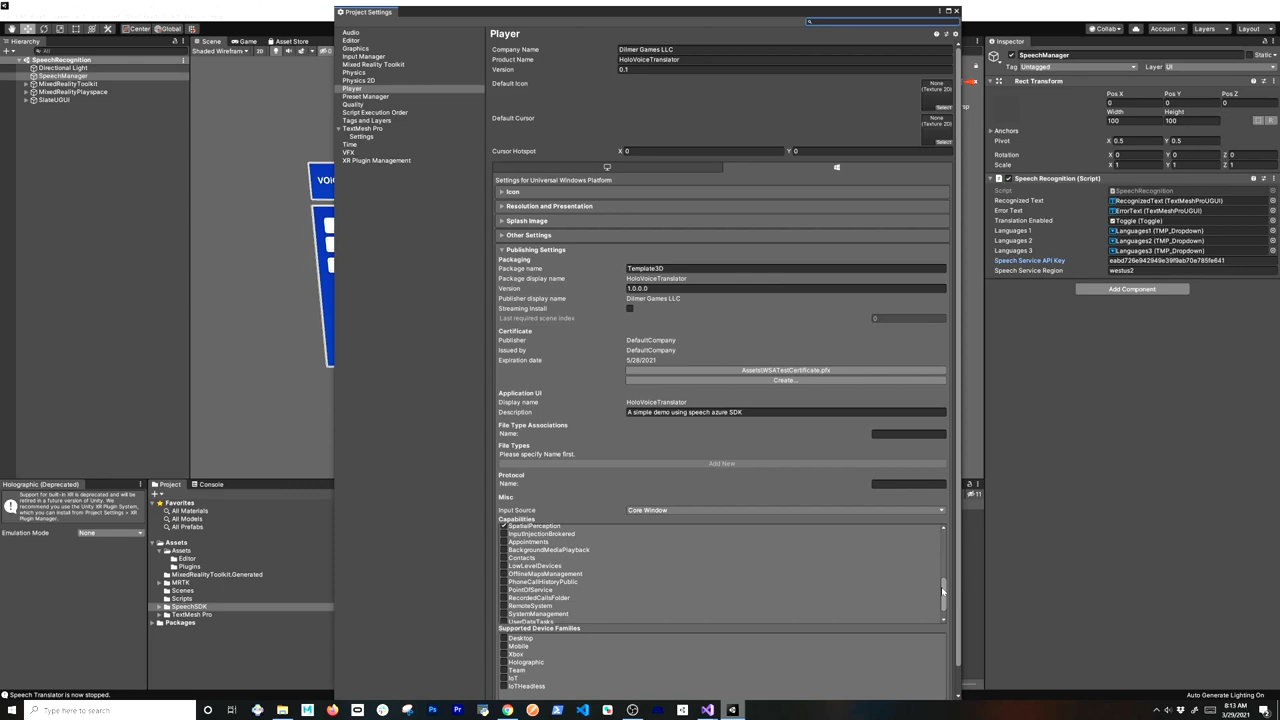 Project Settings
Center
Global
Collab
Account
Layers
Layout
Hierarchy
All
SpeechRecognition
Directional Light
SpeechManager
MixedRealityToolkit
MixedRealityPlayspace
SlateUGUI
Scene
Asset Store
Shaded Wireframe
2D
VOI
Audio
Editor
Graphics
Input Manager
Mixed Reality Toolkit
Physics
Physics 2D
Player
Preset Manager
Quality
Script Execution Order
Tags and Layers
TextMesh Pro
Settings
Time
VFX
XR Plugin Management
Player
Company Name
Dilmer Games LLC
Product Name
HoloVoiceTranslator
Version
0.1
Default Icon
None
(Texture 2D)
Select
Default Cursor
None
(Texture 2D)
Select
Cursor Hotspot
X 0
Y 0
Settings for Universal Windows Platform
Icon
Resolution and Presentation
Splash Image
Other Settings
Publishing Settings
Packaging
Package name
Template3D
Package display name
HoloVoiceTranslator
Version
1.0.0.0
Publisher display name
Dilmer Games LLC
Streaming Install
Last required scene index
0
Certificate
Publisher
DefaultCompany
Issued by
DefaultCompany
Expiration date
5/28/2021
Assets\WSATestCertificate.pfx
Create...
Application UI
Display name
HoloVoiceTranslator
Description
A simple demo using speech azure SDK
File Type Associations
Name:
File Types
Please specify Name first.
Add New
Protocol
Name:
Misc
Input Source
Core Window
Capabilities
SpatialPerception
InputInjectionBrokered
Appointments
BackgroundMediaPlayback
Contacts
LowLevelDevices
OfflineMapsManagement
PhoneCallHistoryPublic
PointOfService
RecordedCallsFolder
RemoteSystem
SystemManagement
UserDataTasks
Supported Device Families
Desktop
Mobile
Xbox
Holographic
Team
IoT
IoTHeadless
Inspector
SpeechManager
Static
Tag Untagged
Layer UI
Rect Transform
Pos X
Pos Y
Pos Z
0
0
0
Width
Height
100
100
Anchors
Pivot
X 0.5
Y 0.5
Rotation
X 0
Y 0
Z 0
Scale
X 1
Y 1
Z 1
Speech Recognition (Script)
Script
SpeechRecognition
Recognized Text
RecognizedText (TextMeshProUGUI)
Error Text
ErrorText (TextMeshProUGUI)
Translation Enabled
Toggle (Toggle)
Languages 1
Languages1 (TMP_Dropdown)
Languages 2
Languages2 (TMP_Dropdown)
Languages 3
Languages3 (TMP_Dropdown)
Speech Service API Key
eabd726e942949e39f9ab70e785fe641
Speech Service Region
westus2
Add Component
Holographic (Deprecated)
Support for built-in XR is deprecated and will be
retired in a future version of Unity. We
recommend you use the Unity XR Plugin System,
which you can install from Project Settings > XR
Plugin Manager.
Emulation Mode
None
Project
Console
Favorites
All Materials
All Models
All Prefabs
Assets
Assets
Editor
Plugins
MixedRealityToolkit.Generated
MRTK
Scenes
Scripts
SpeechSDK
TextMesh Pro
Packages
11
Speech Translator is now stopped.
Auto Generate Lighting On
Type here to search
8:13 AM
3/29/2021